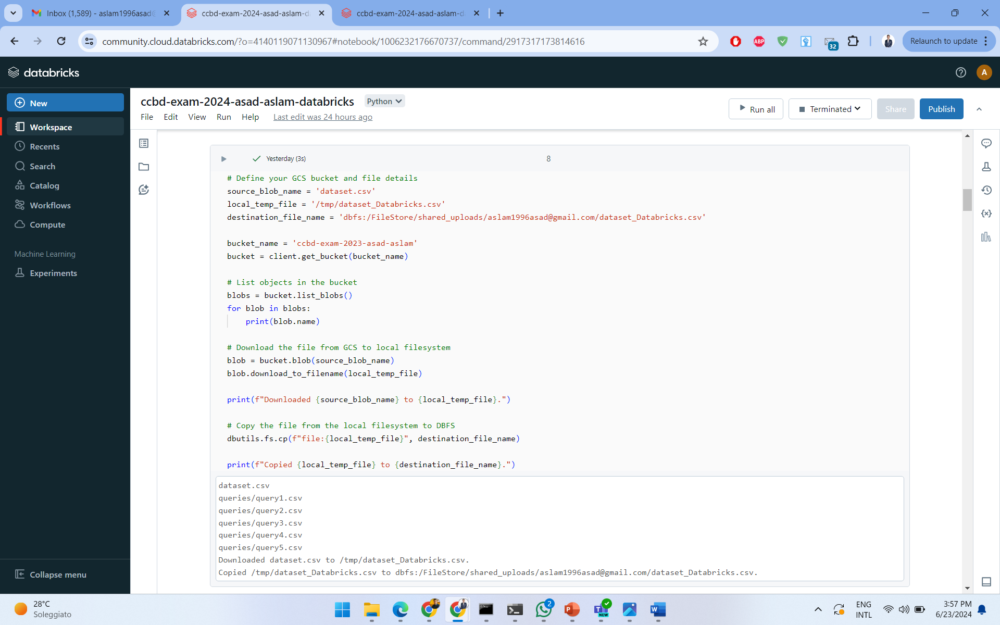 Inbox (1,589) - aslam1996asad@
ccbd-exam-2024-asad-aslam-d
ccbd-exam-2024-asad-aslam-d
community.cloud.databricks.com/?o=4140119071130967#notebook/1006232176670737/command/2917317173814616
ABP
32
Relaunch to update
databricks
A
New
Workspace
Recents
Search
Catalog
Workflows
Compute
Machine Learning
Experiments
Collapse menu
ccbd-exam-2024-asad-aslam-databricks
Python
File Edit View Run Help Last edit was 24 hours ago
Run all
Terminated
Share
Publish
Yesterday (3s)
8
# Define your GCS bucket and file details
source_blob_name = 'dataset.csv'
local_temp_file = '/tmp/dataset_Databricks.csv'
destination_file_name = 'dbfs:/FileStore/shared_uploads/aslam1996asad@gmail.com/dataset_Databricks.csv'
bucket_name = 'ccbd-exam-2023-asad-aslam'
bucket = client.get_bucket(bucket_name)
# List objects in the bucket
blobs = bucket.list_blobs()
for blob in blobs:
    print(blob.name)
# Download the file from GCS to local filesystem
blob = bucket.blob(source_blob_name)
blob.download_to_filename(local_temp_file)
print(f"Downloaded {source_blob_name} to {local_temp_file}.")
# Copy the file from the local filesystem to DBFS
dbutils.fs.cp(f"file:{local_temp_file}", destination_file_name)
print(f"Copied {local_temp_file} to {destination_file_name}.")
dataset.csv
queries/query1.csv
queries/query2.csv
queries/query3.csv
queries/query4.csv
queries/query5.csv
Downloaded dataset.csv to /tmp/dataset_Databricks.csv.
Copied /tmp/dataset_Databricks.csv to dbfs:/FileStore/shared_uploads/aslam1996asad@gmail.com/dataset_Databricks.csv.
28°C
Soleggiato
2
NEW
ENG
INTL
3:57 PM
6/23/2024